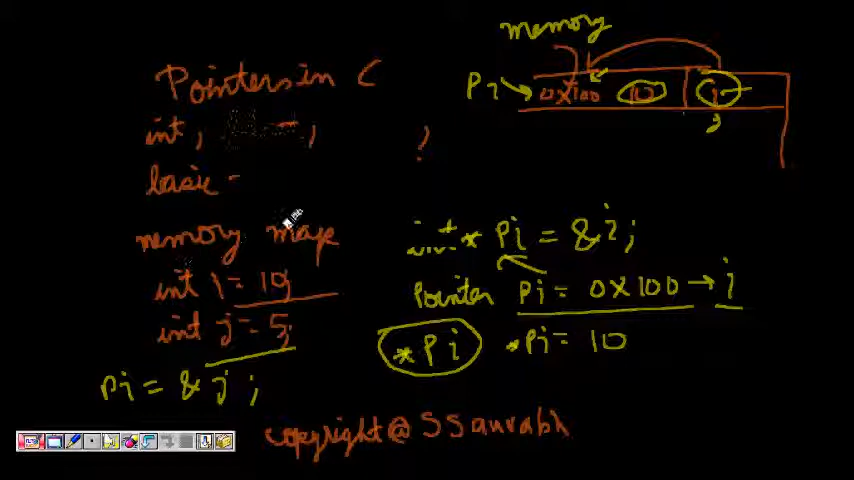 memory
Pointers in C
Pi 0x100 10
int, ;
j
?
basic -
memory map
int * Pi = &i;
int i = 10;
Pointer Pi = 0x100 → i
int j = 5;
*Pi *Pi = 10
Pi = &j;
copyright@SSaurabh